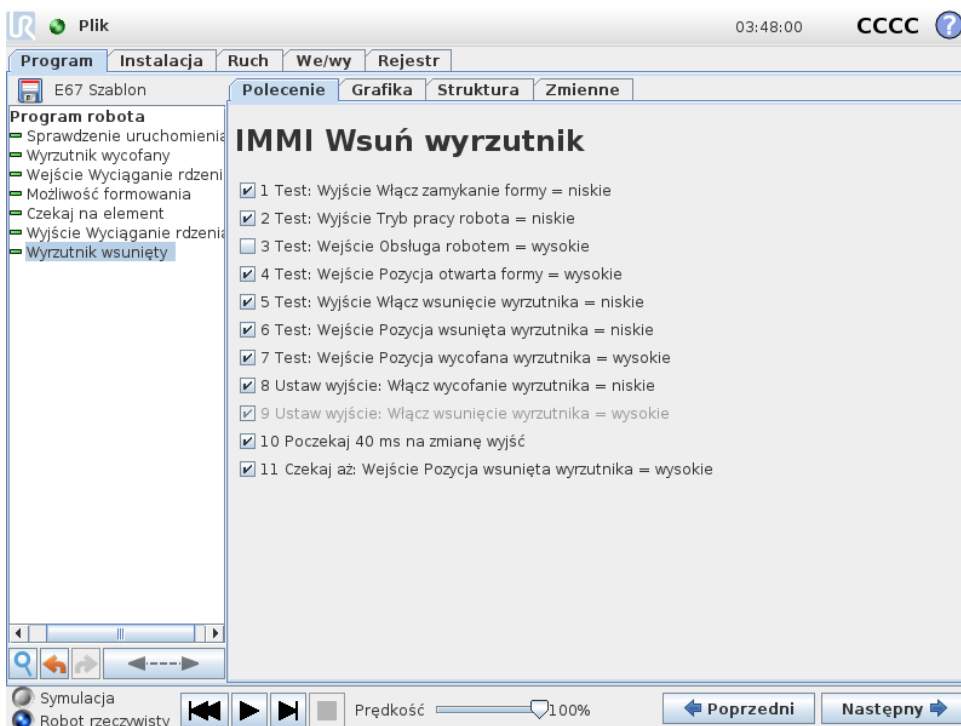 UR Plik 03:48:00 CCCC ?
Program Instalacja Ruch We/wy Rejestr
E67 Szablon
Polecenie Grafika Struktura Zmienne
Program robota
Sprawdzenie uruchomienia
Wyrzutnik wycofany
Wejście Wyciąganie rdzeni
Możliwość formowania
Czekaj na element
Wyjście Wyciąganie rdzenia
Wyrzutnik wsunięty
IMMI Wsuń wyrzutnik
1 Test: Wyjście Włącz zamykanie formy = niskie
2 Test: Wyjście Tryb pracy robota = niskie
3 Test: Wejście Obsługa robotem = wysokie
4 Test: Wejście Pozycja otwarta formy = wysokie
5 Test: Wyjście Włącz wsunięcie wyrzutnika = niskie
6 Test: Wejście Pozycja wsunięta wyrzutnika = niskie
7 Test: Wejście Pozycja wycofana wyrzutnika = wysokie
8 Ustaw wyjście: Włącz wycofanie wyrzutnika = niskie
9 Ustaw wyjście: Włącz wsunięcie wyrzutnika = wysokie
10 Poczekaj 40 ms na zmianę wyjść
11 Czekaj aż: Wejście Pozycja wsunięta wyrzutnika = wysokie
Symulacja
Robot rzeczywisty
Prędkość 100%
Poprzedni Następny